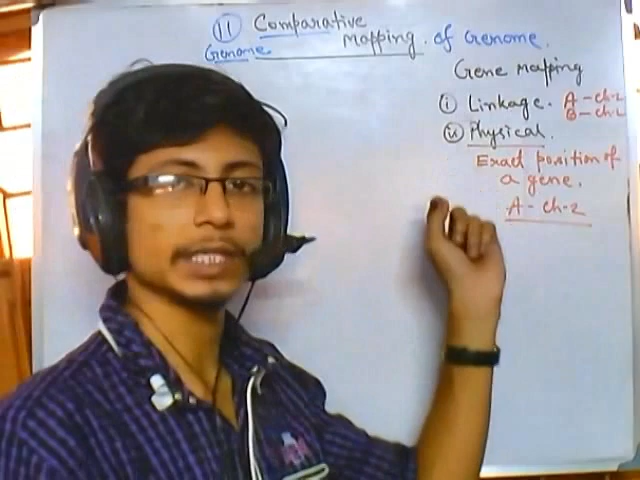 11 Comparative
Genome Mapping of Genome.
Gene Mapping
i Linkage. A - ch-2
B - ch-2
ii Physical.
Exact position of
a gene.
A - ch-2